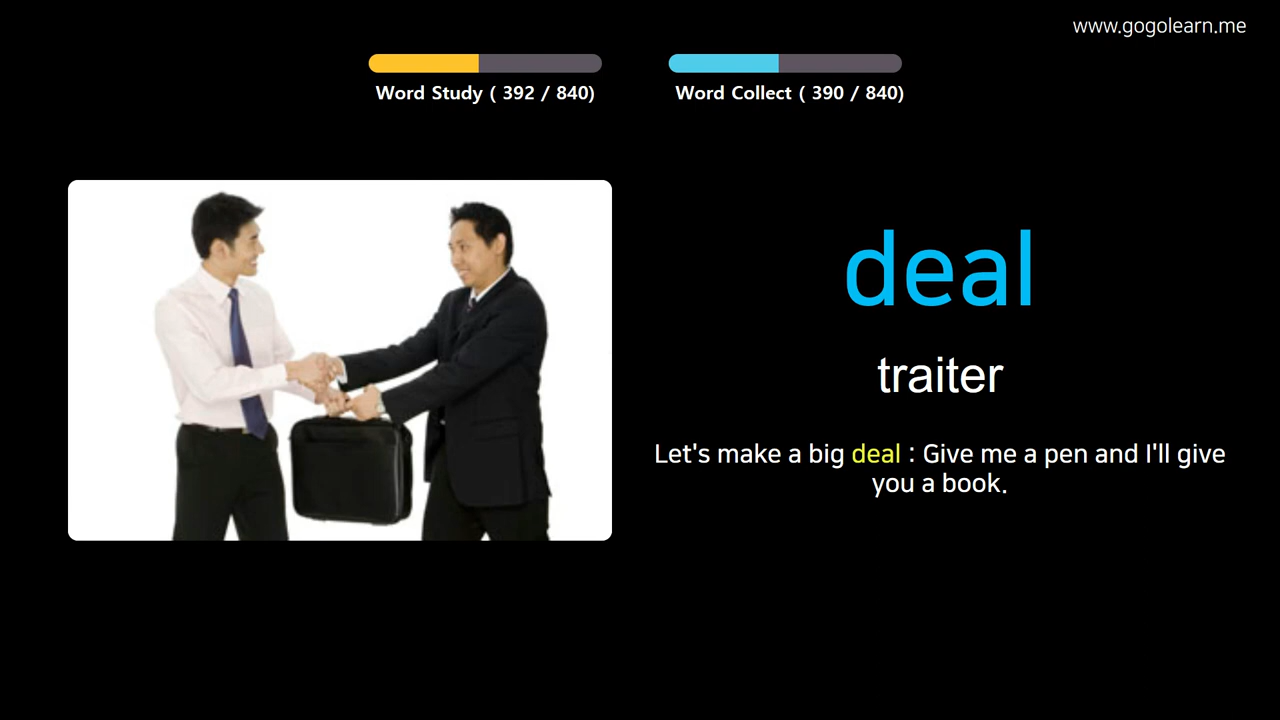 www.gogolearn.me
Word Study ( 392 / 840)
Word Collect ( 390 / 840)
deal
traiter
Let's make a big deal : Give me a pen and I'll give
you a book.